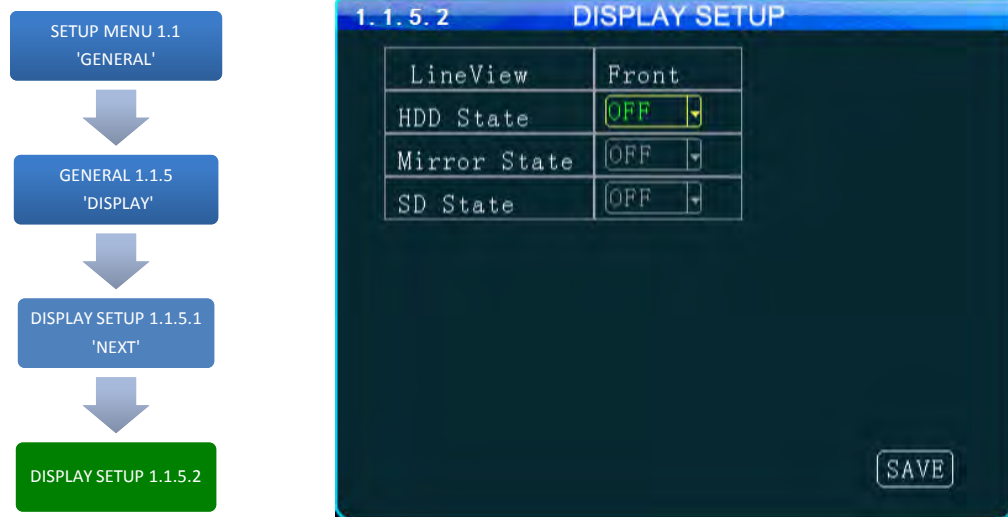 SETUP MENU 1.1
'GENERAL'
GENERAL 1.1.5
'DISPLAY'
DISPLAY SETUP 1.1.5.1
'NEXT'
DISPLAY SETUP 1.1.5.2
1. 1. 5. 2 DISPLAY SETUP
LineView Front
HDD State OFF
Mirror State OFF
SD State OFF
SAVE